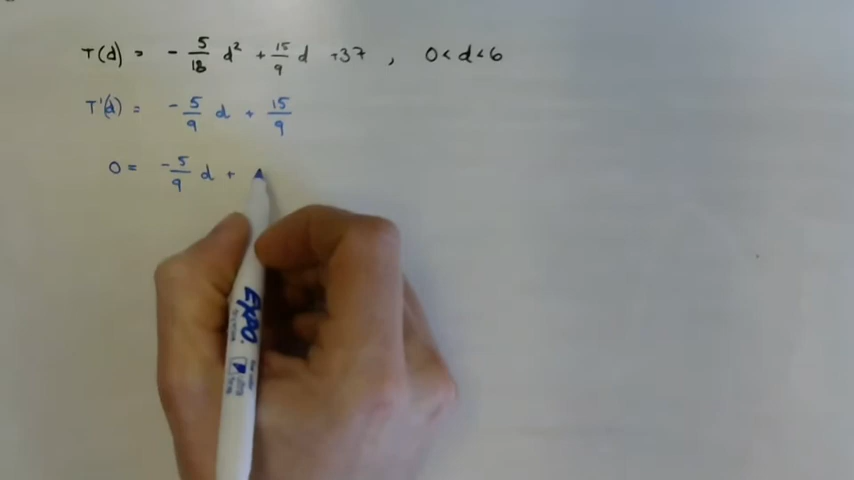 T(d) = - 5/18 d² + 15/9 d + 37 , 0 < d < 6
T'(d) = - 5/9 d + 15/9
0 = - 5/9 d +
EXPO.